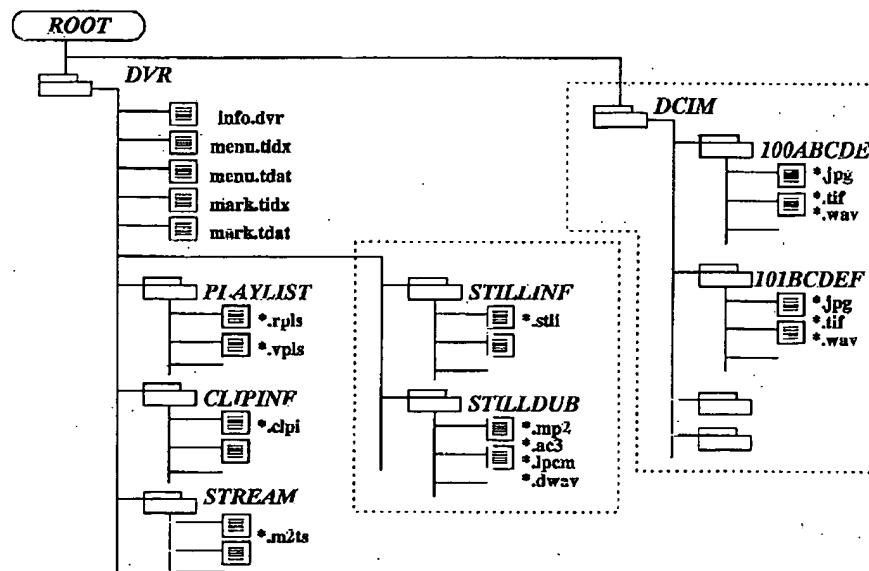 ROOT
DVR
info.dvr
menu.tidx
menu.tdat
mark.tidx
mark.tdat
PLAYLIST
*.rpls
*.vpls
CLIPINF
*.clpi
STREAM
*.m2ts
STILLINF
*.stil
STILLDUB
*.mp2
*.ac3
*.lpcm
*.dwav
DCIM
100ABCDE
*.jpg
*.tif
*.wav
101BCDEF
*.jpg
*.tif
*.wav